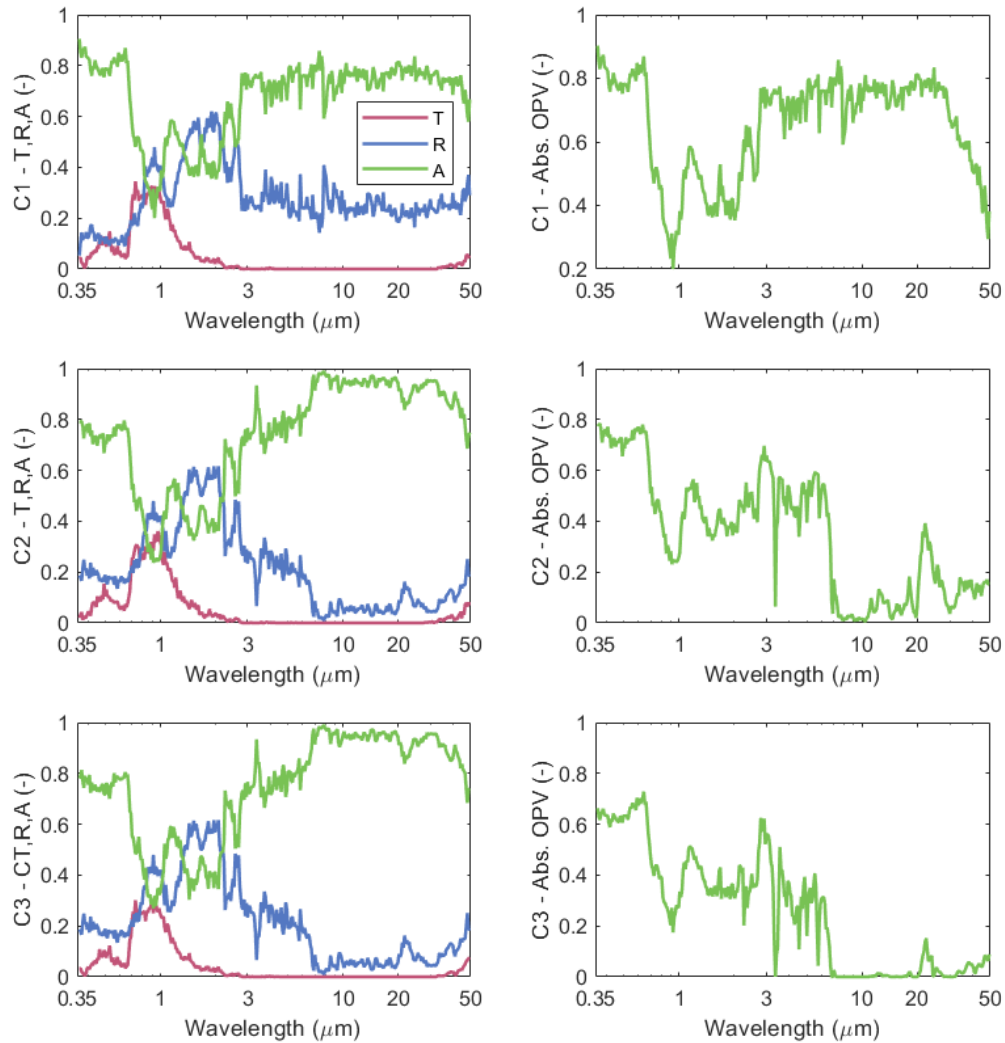 C1 - T,R,A (-)
1
0.8
0.6
0.4
0.2
0
T
R
A
0.35 1 3 10 20 50
Wavelength (μm)
C1 - Abs. OPV (-)
1
0.8
0.6
0.4
0.2
0.35 1 3 10 20 50
Wavelength (μm)
C2 - T,R,A (-)
1
0.8
0.6
0.4
0.2
0
0.35 1 3 10 20 50
Wavelength (μm)
C2 - Abs. OPV (-)
1
0.8
0.6
0.4
0.2
0
0.35 1 3 10 20 50
Wavelength (μm)
C3 - CT,R,A (-)
1
0.8
0.6
0.4
0.2
0
0.35 1 3 10 20 50
Wavelength (μm)
C3 - Abs. OPV (-)
1
0.8
0.6
0.4
0.2
0
0.35 1 3 10 20 50
Wavelength (μm)